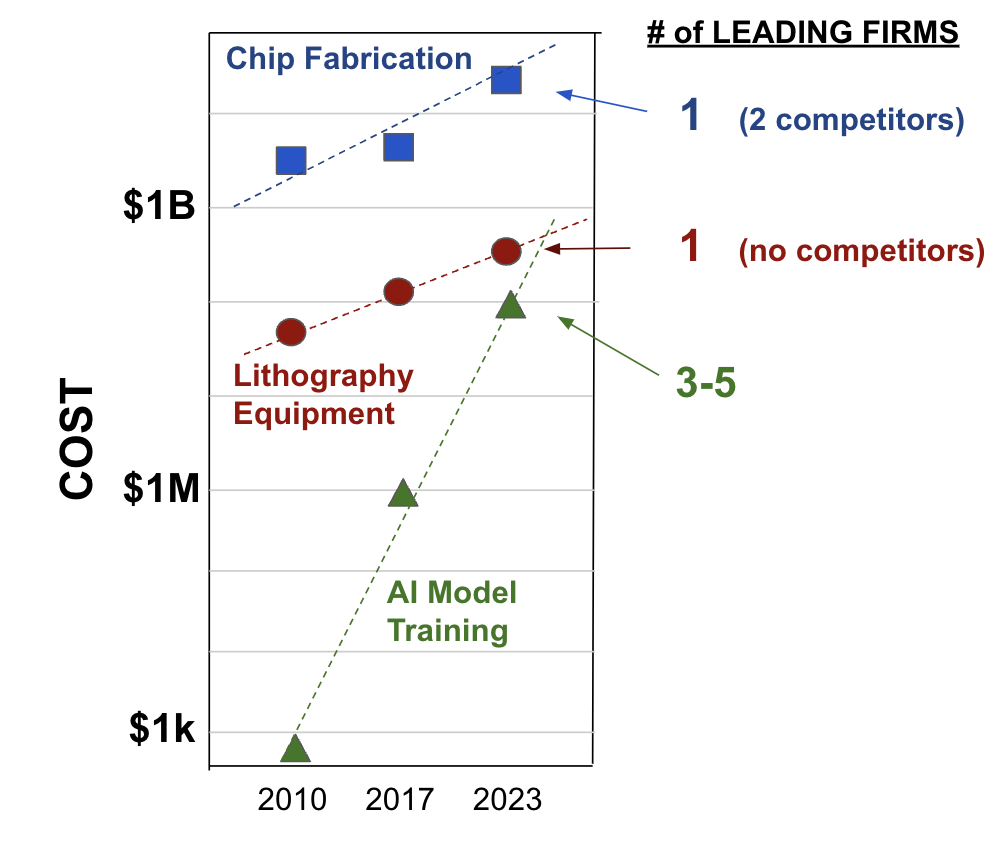 # of LEADING FIRMS
Chip Fabrication
1 (2 competitors)
$1B
1 (no competitors)
Lithography
Equipment
3-5
COST
$1M
AI Model
Training
$1k
2010 2017 2023